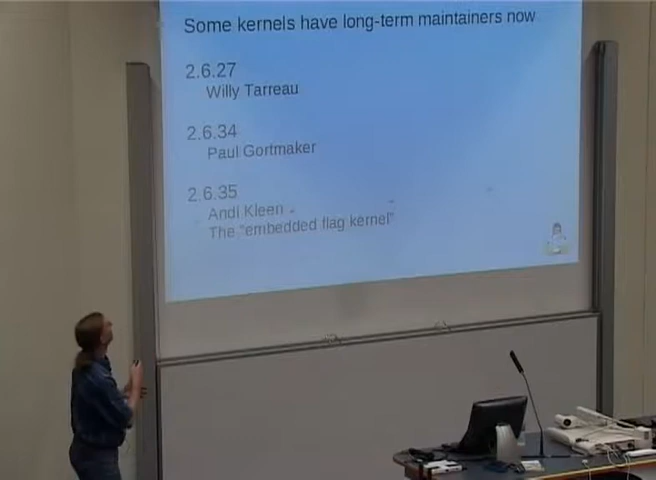 Some kernels have long-term maintainers now
2.6.27
Willy Tarreau
2.6.34
Paul Gortmaker
2.6.35
Andi Kleen
The "embedded flag kernel"